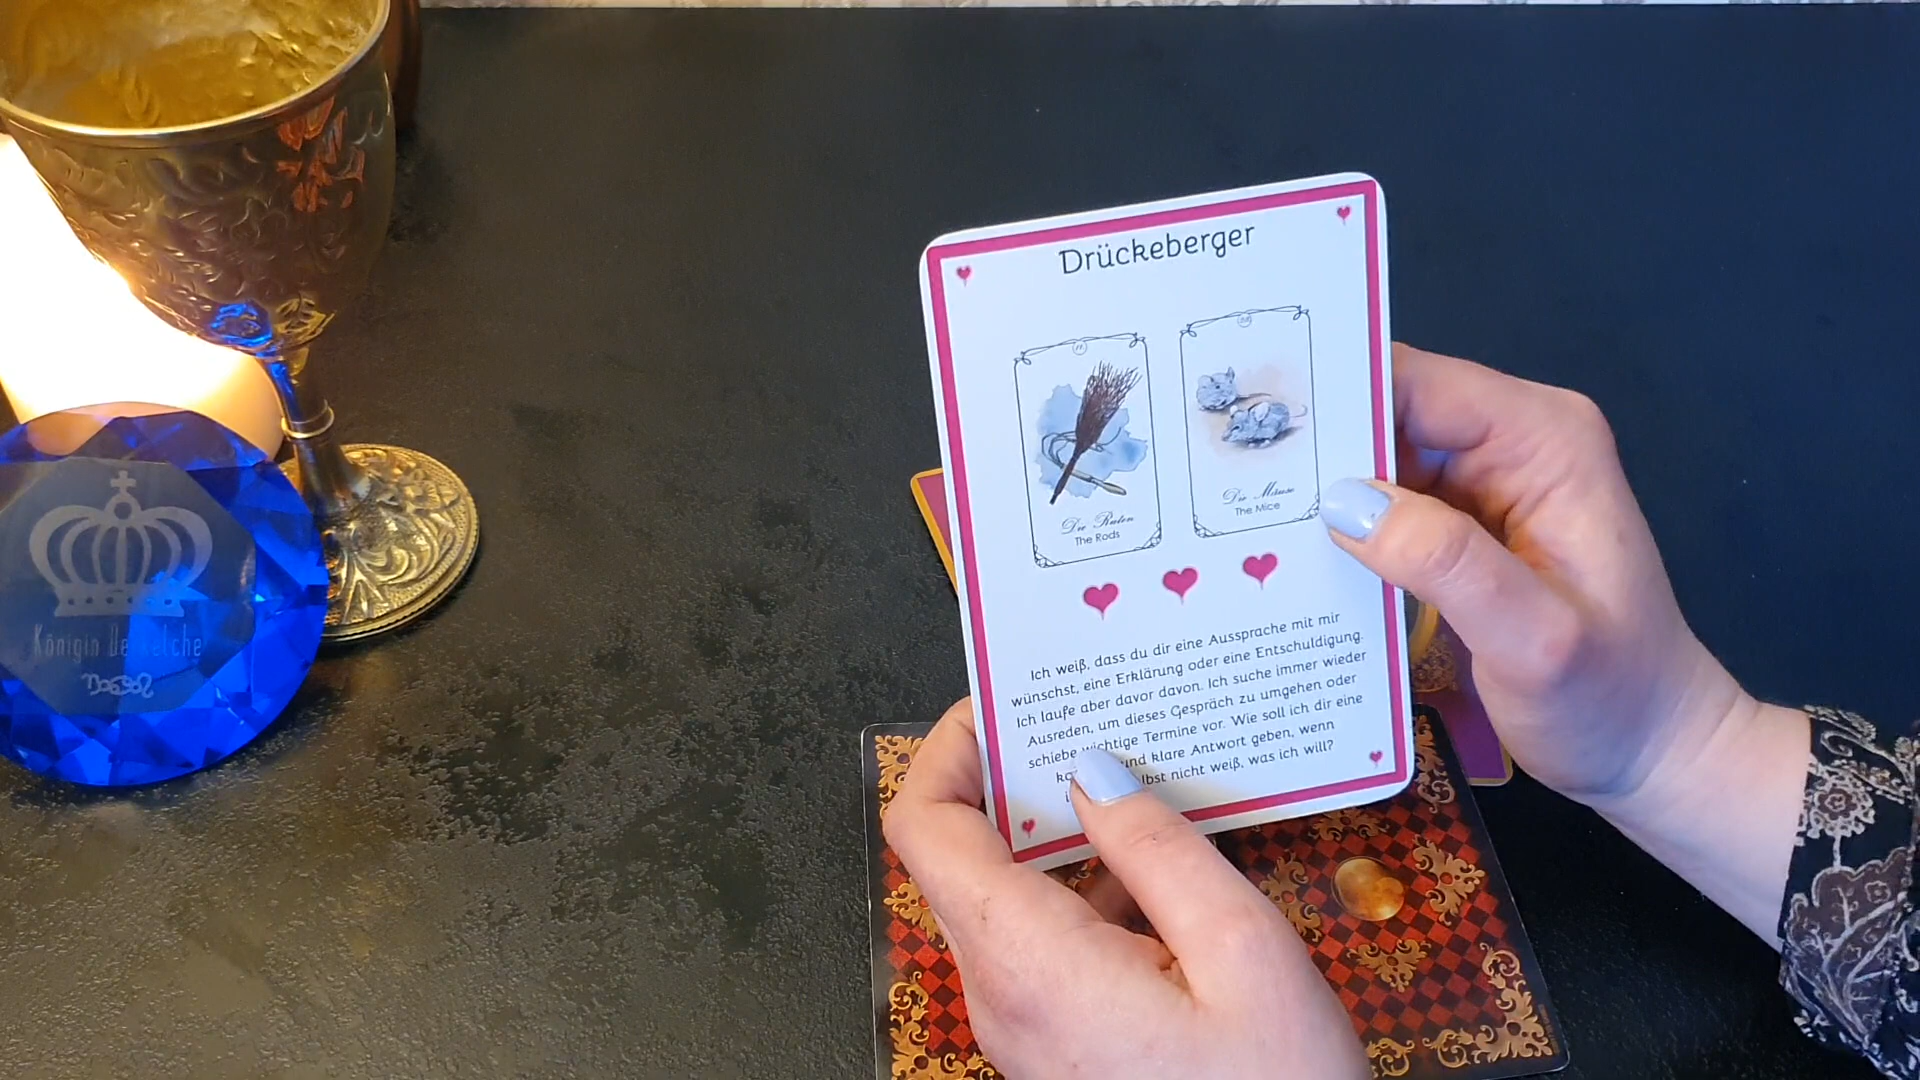 Drückeberger
11
Die Ruten
The Rods
Die Mäuse
The Mice
Ich weiß, dass du dir eine Aussprache mit mir
wünschst, eine Erklärung oder eine Entschuldigung.
Ich laufe aber davor davon. Ich suche immer wieder
Ausreden, um dieses Gespräch zu umgehen oder
schiebe wichtige Termine vor. Wie soll ich dir eine
und klare Antwort geben, wenn
nicht weiß, was ich will?
Königin